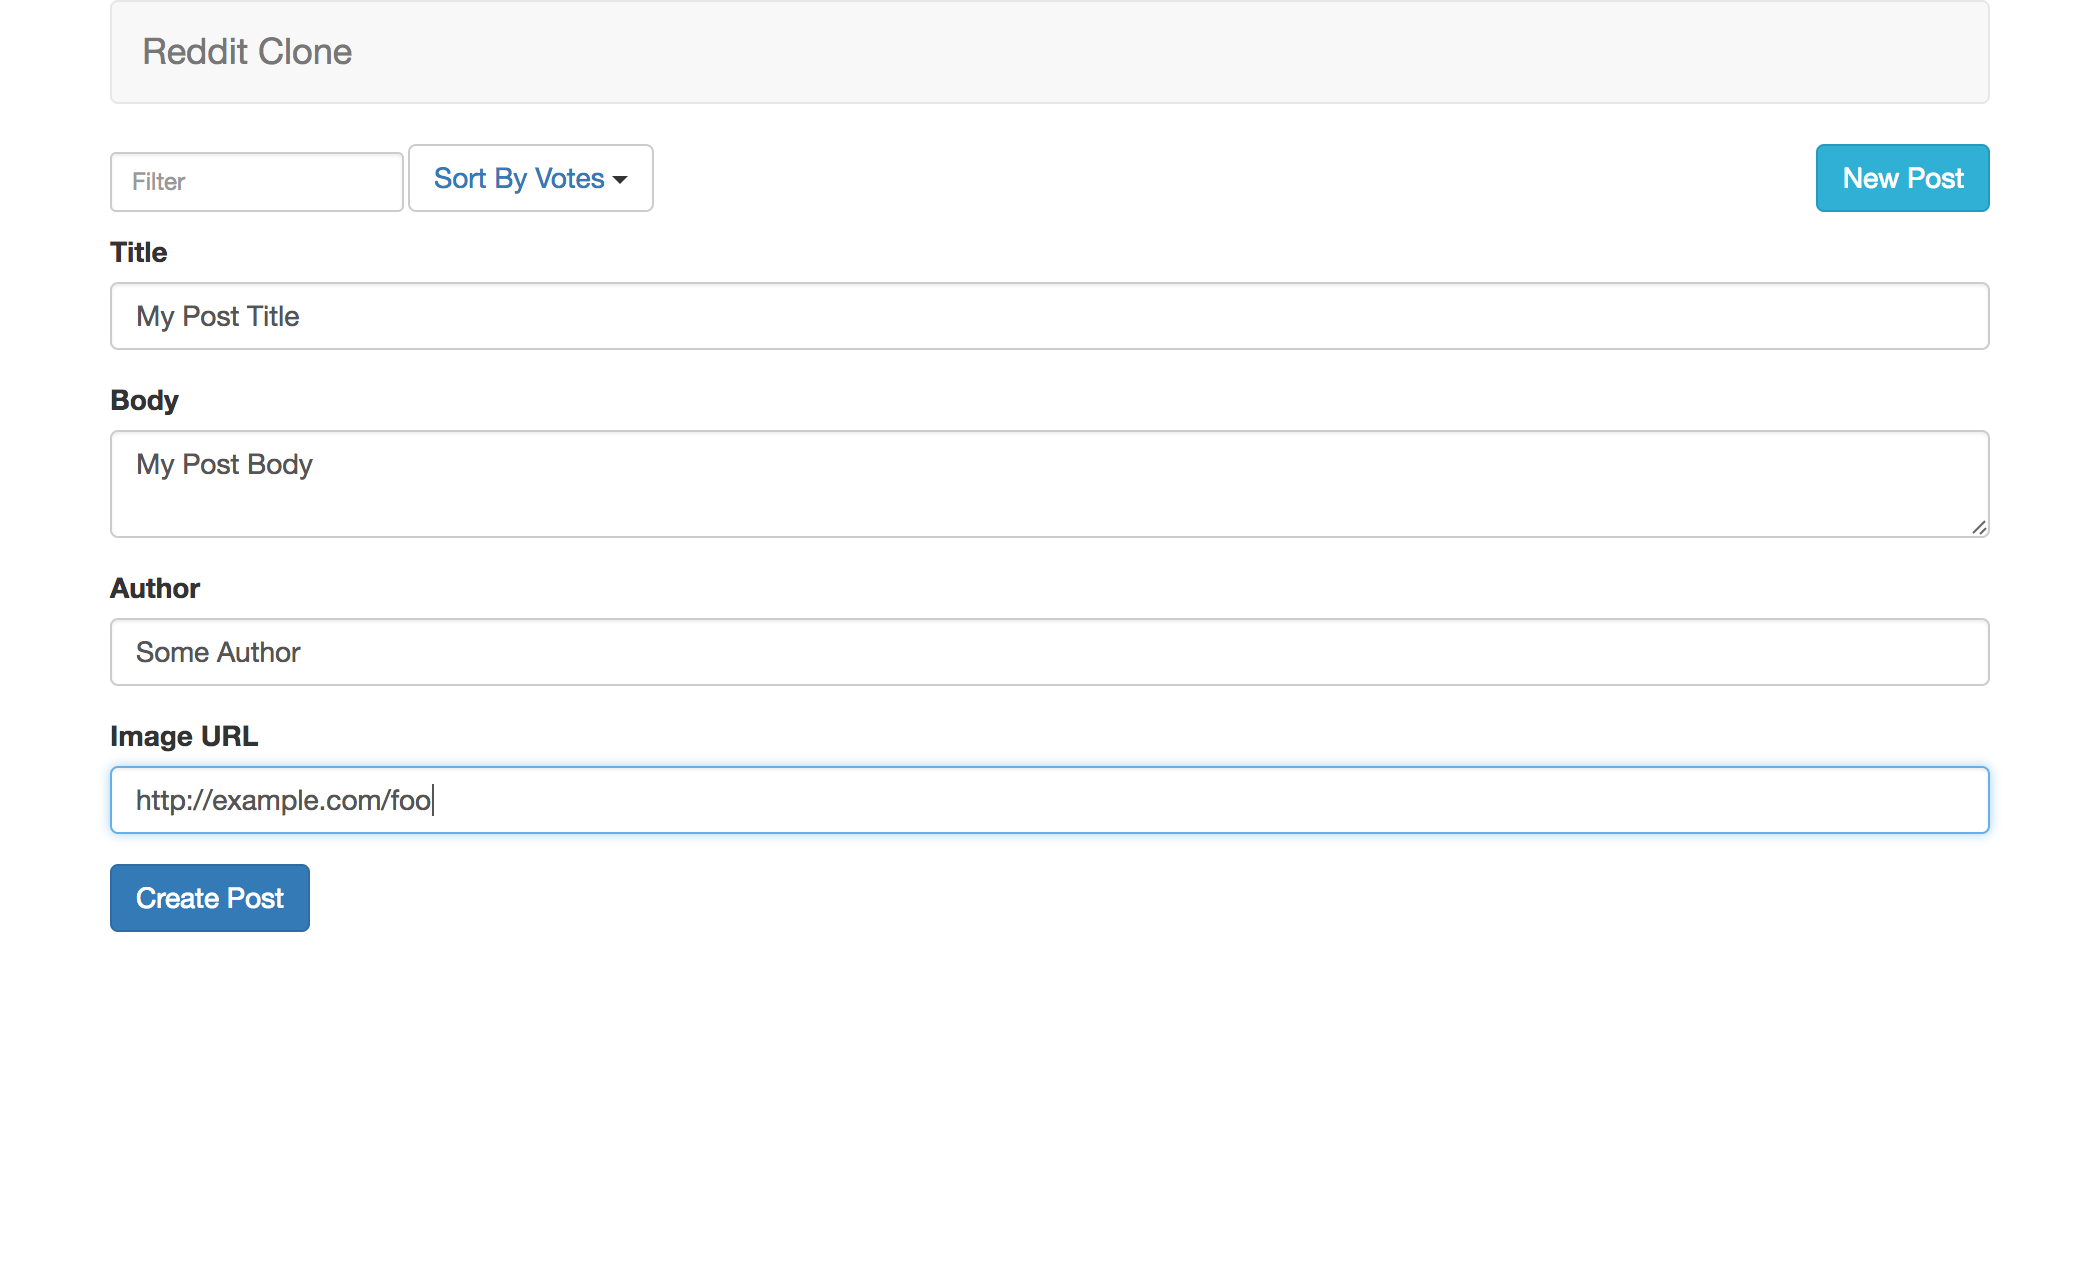 Reddit Clone
Filter
Sort By Votes
New Post
Title
My Post Title
Body
My Post Body
Author
Some Author
Image URL
http://example.com/foo
Create Post